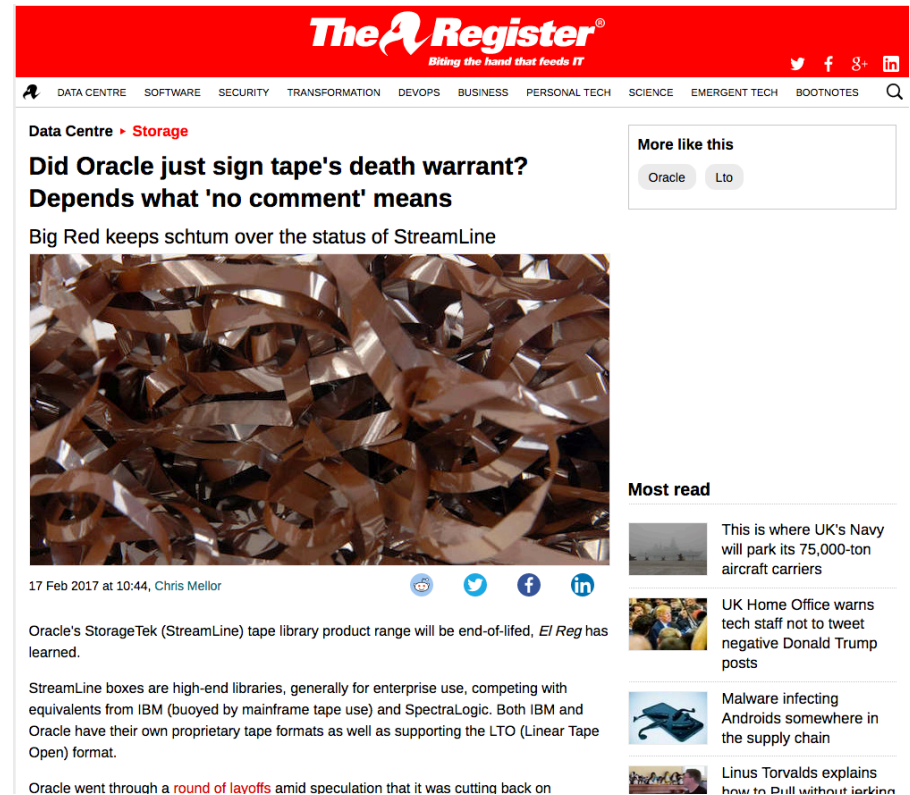 The Register®
Biting the hand that feeds IT
DATA CENTRE SOFTWARE SECURITY TRANSFORMATION DEVOPS BUSINESS PERSONAL TECH SCIENCE EMERGENT TECH BOOTNOTES
Data Centre ▸ Storage
Did Oracle just sign tape's death warrant?
Depends what 'no comment' means
Big Red keeps schtum over the status of StreamLine
17 Feb 2017 at 10:44, Chris Mellor
Oracle's StorageTek (StreamLine) tape library product range will be end-of-lifed, El Reg has
learned.
StreamLine boxes are high-end libraries, generally for enterprise use, competing with
equivalents from IBM (buoyed by mainframe tape use) and SpectraLogic. Both IBM and
Oracle have their own proprietary tape formats as well as supporting the LTO (Linear Tape
Open) format.
Oracle went through a round of layoffs amid speculation that it was cutting back on
More like this
Oracle Lto
Most read
This is where UK's Navy
will park its 75,000-ton
aircraft carriers
UK Home Office warns
tech staff not to tweet
negative Donald Trump
posts
Malware infecting
Androids somewhere in
the supply chain
Linus Torvalds explains
how to Pull without jerking